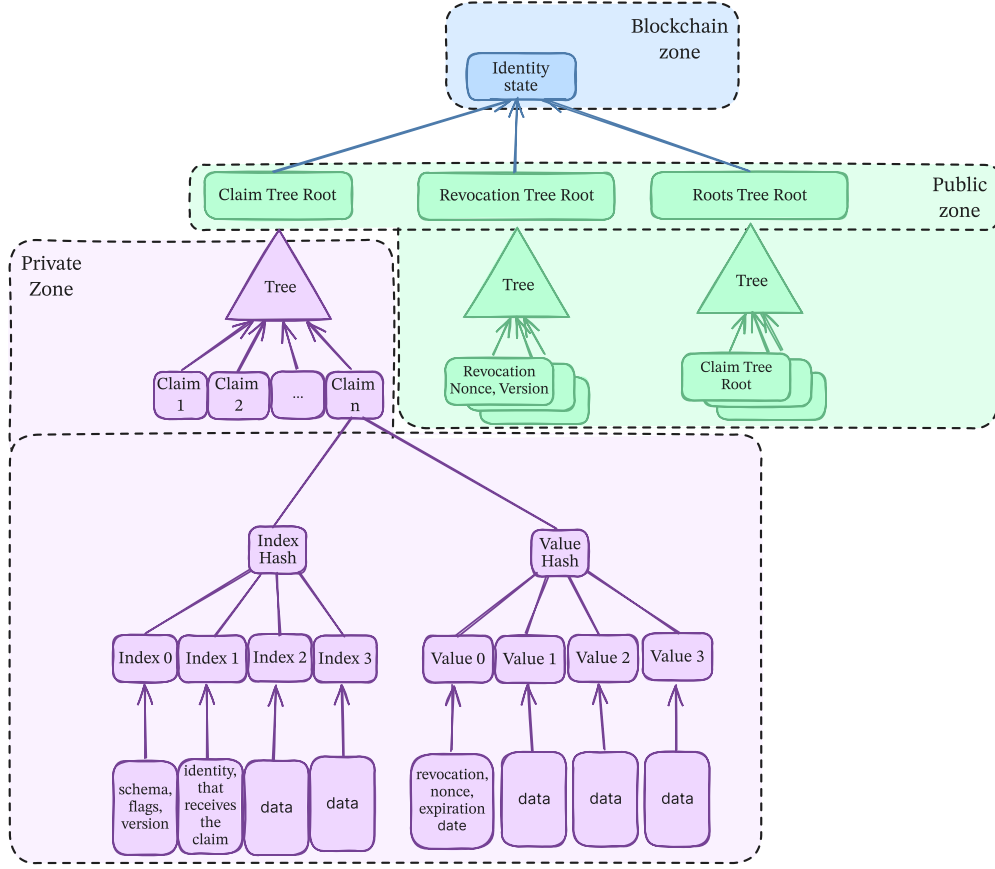 Blockchain
zone
Identity
state
Public
zone
Claim Tree Root
Revocation Tree Root
Roots Tree Root
Private
Zone
Tree
Tree
Tree
Claim
1
Claim
2
...
Claim
n
Revocation
Nonce, Version
Claim Tree
Root
Index
Hash
Value
Hash
Index 0
Index 1
Index 2
Index 3
Value 0
Value 1
Value 2
Value 3
schema,
flags,
version
identity,
that
receives
the
claim
data
data
revocation,
nonce,
expiration
date
data
data
data